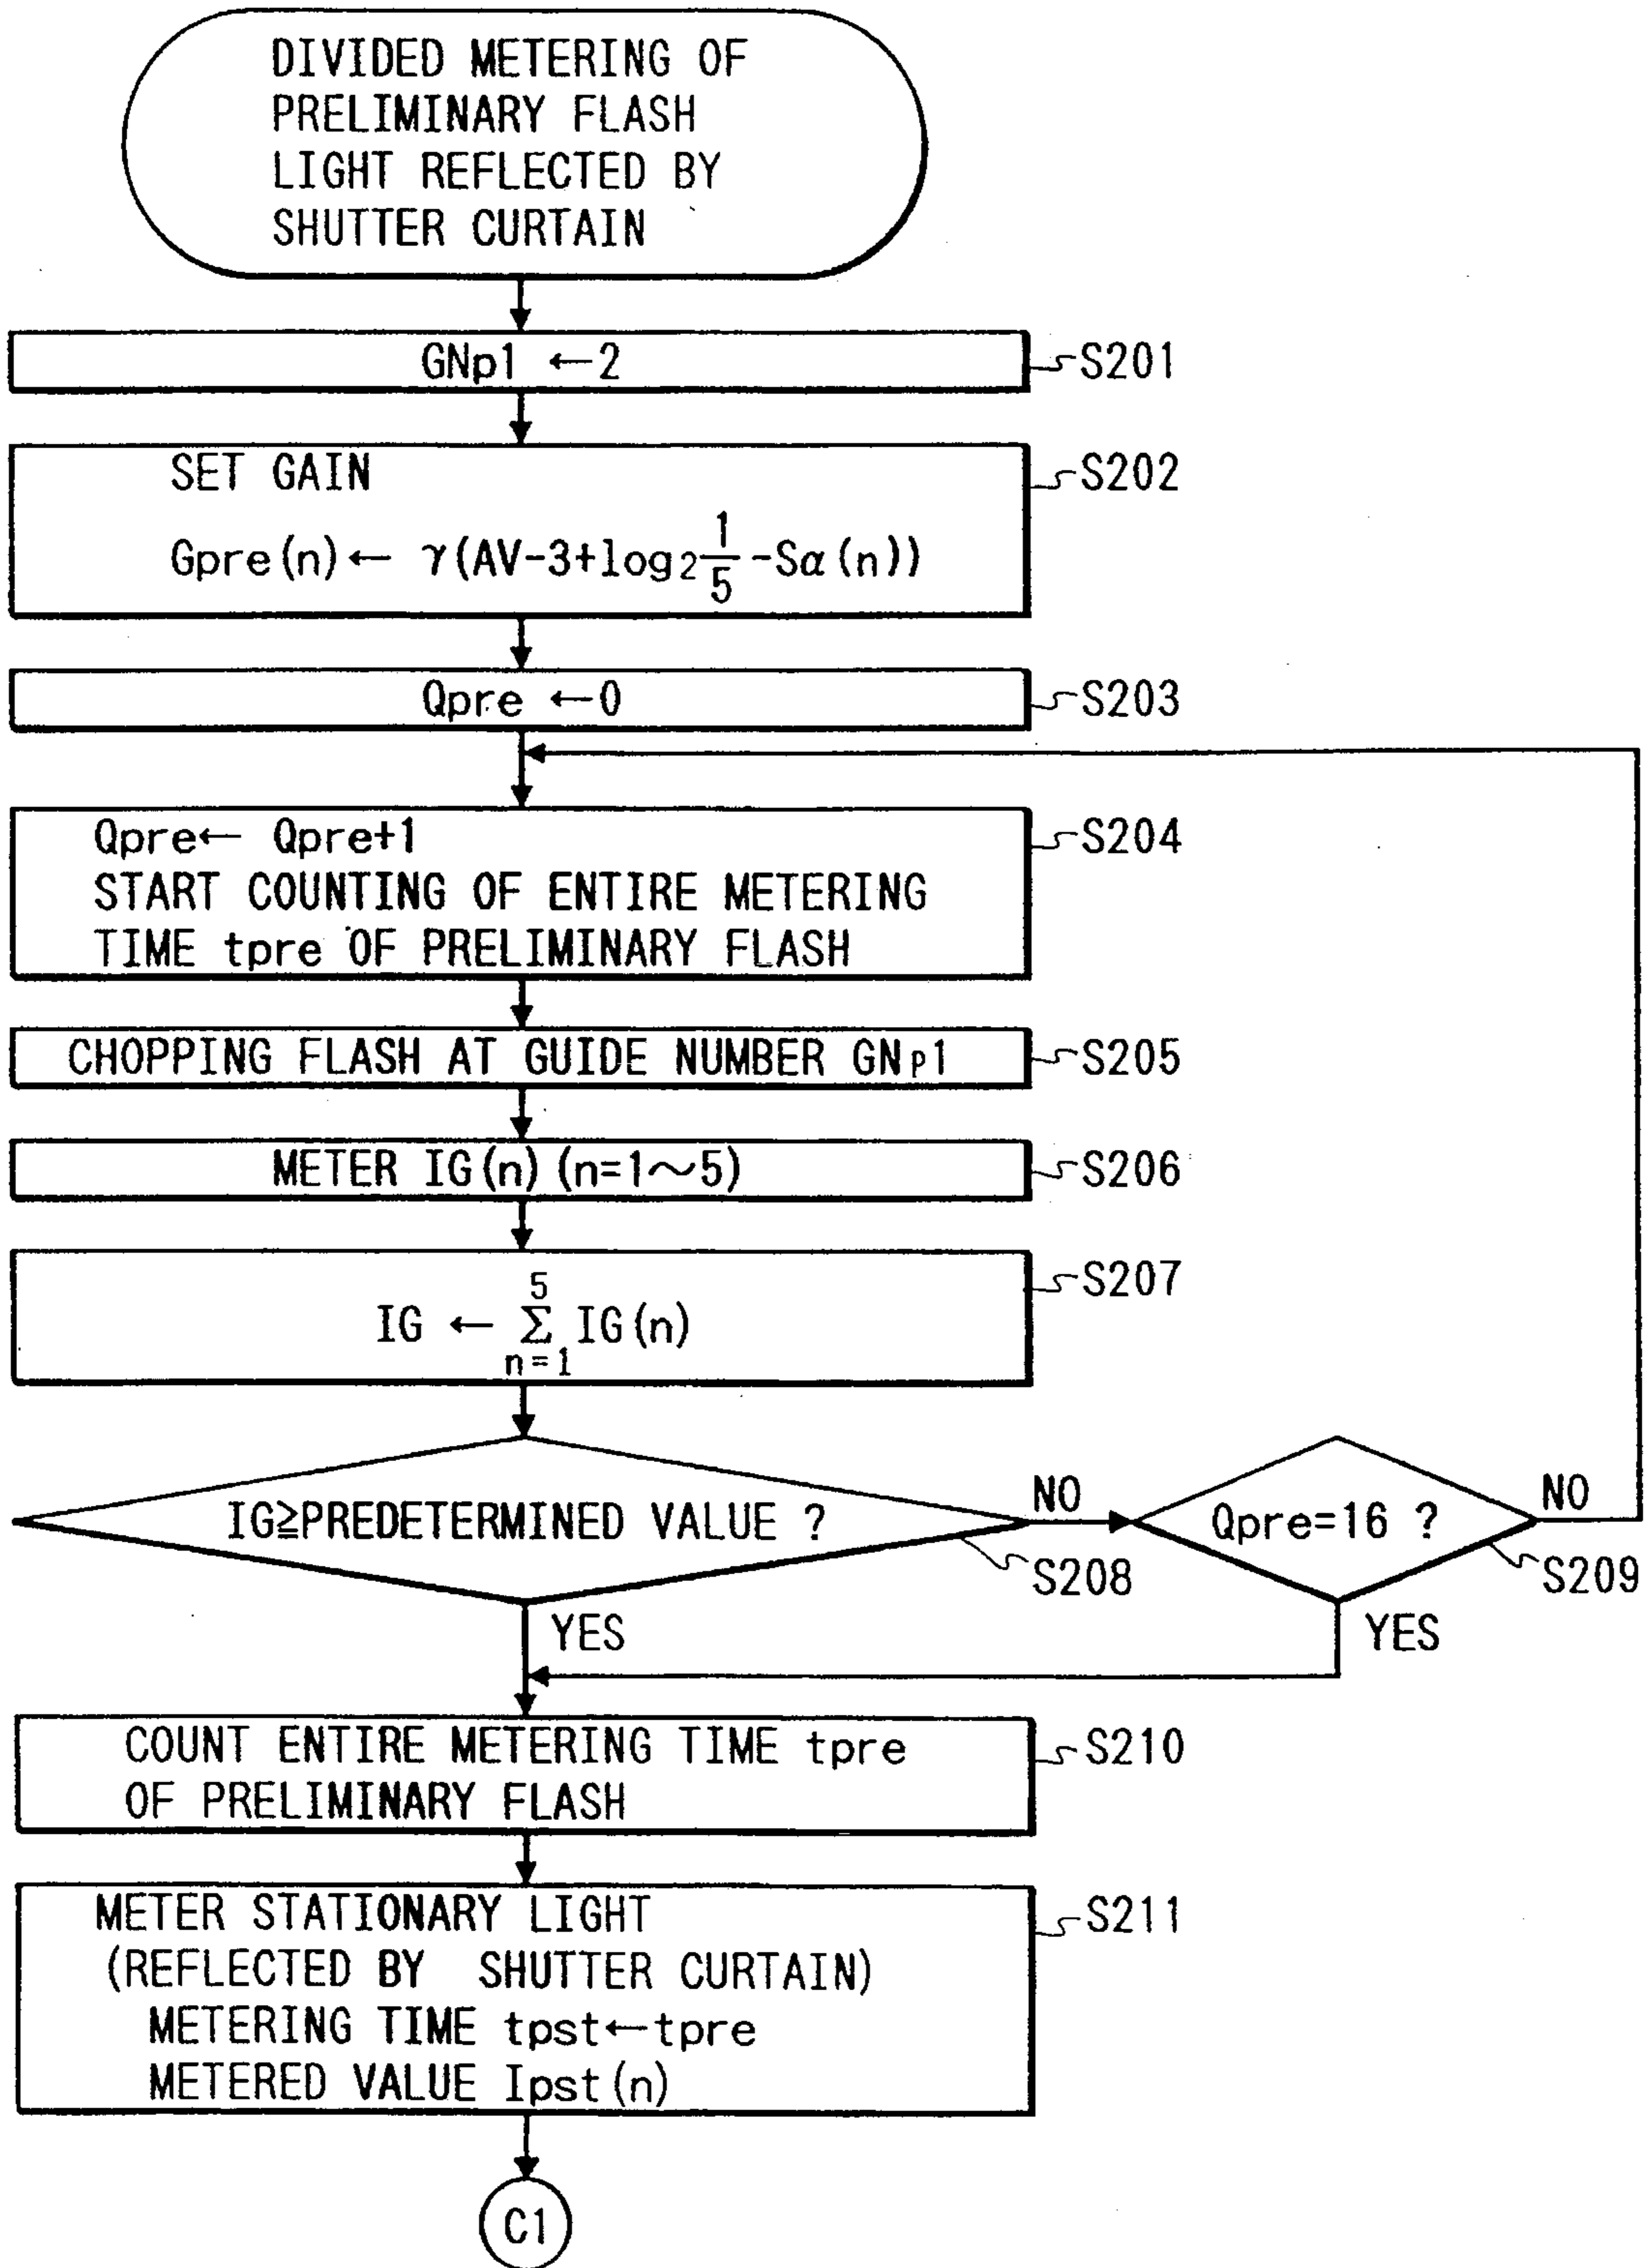 DIVIDED METERING OF
PRELIMINARY FLASH
LIGHT REFLECTED BY
SHUTTER CURTAIN
GNp1 ←2
S201
SET GAIN
S202
Gpre(n)← γ(AV-3+log₂1/5-Sα(n))
Qpre ←0
S203
Qpre← Qpre+1
S204
START COUNTING OF ENTIRE METERING
TIME tpre OF PRELIMINARY FLASH
CHOPPING FLASH AT GUIDE NUMBER GNp1
S205
METER IG(n)(n=1~5)
S206
S207
5
IG ← Σ IG(n)
n=1
IG≧PREDETERMINED VALUE ?
NO
Qpre=16 ?
NO
S208
S209
YES
YES
COUNT ENTIRE METERING TIME tpre
S210
OF PRELIMINARY FLASH
METER STATIONARY LIGHT
S211
(REFLECTED BY SHUTTER CURTAIN)
METERING TIME tpst←tpre
METERED VALUE Ipst(n)
C1